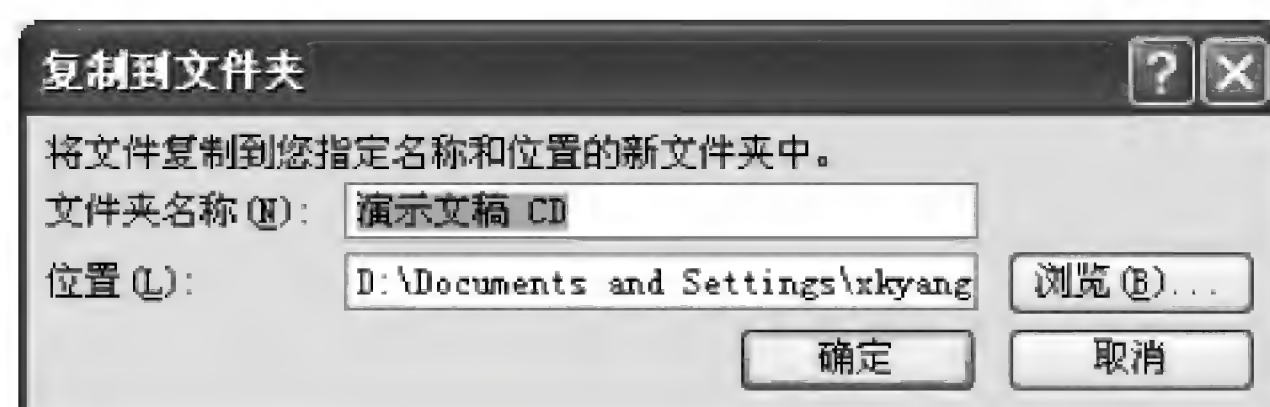 复制到文件夹
将文件复制到您指定名称和位置的新文件夹中。
文件夹名称(N): 演示文稿 CD
位置(L): D:\Documents and Settings\xkyang 浏览(B)...
确定 取消